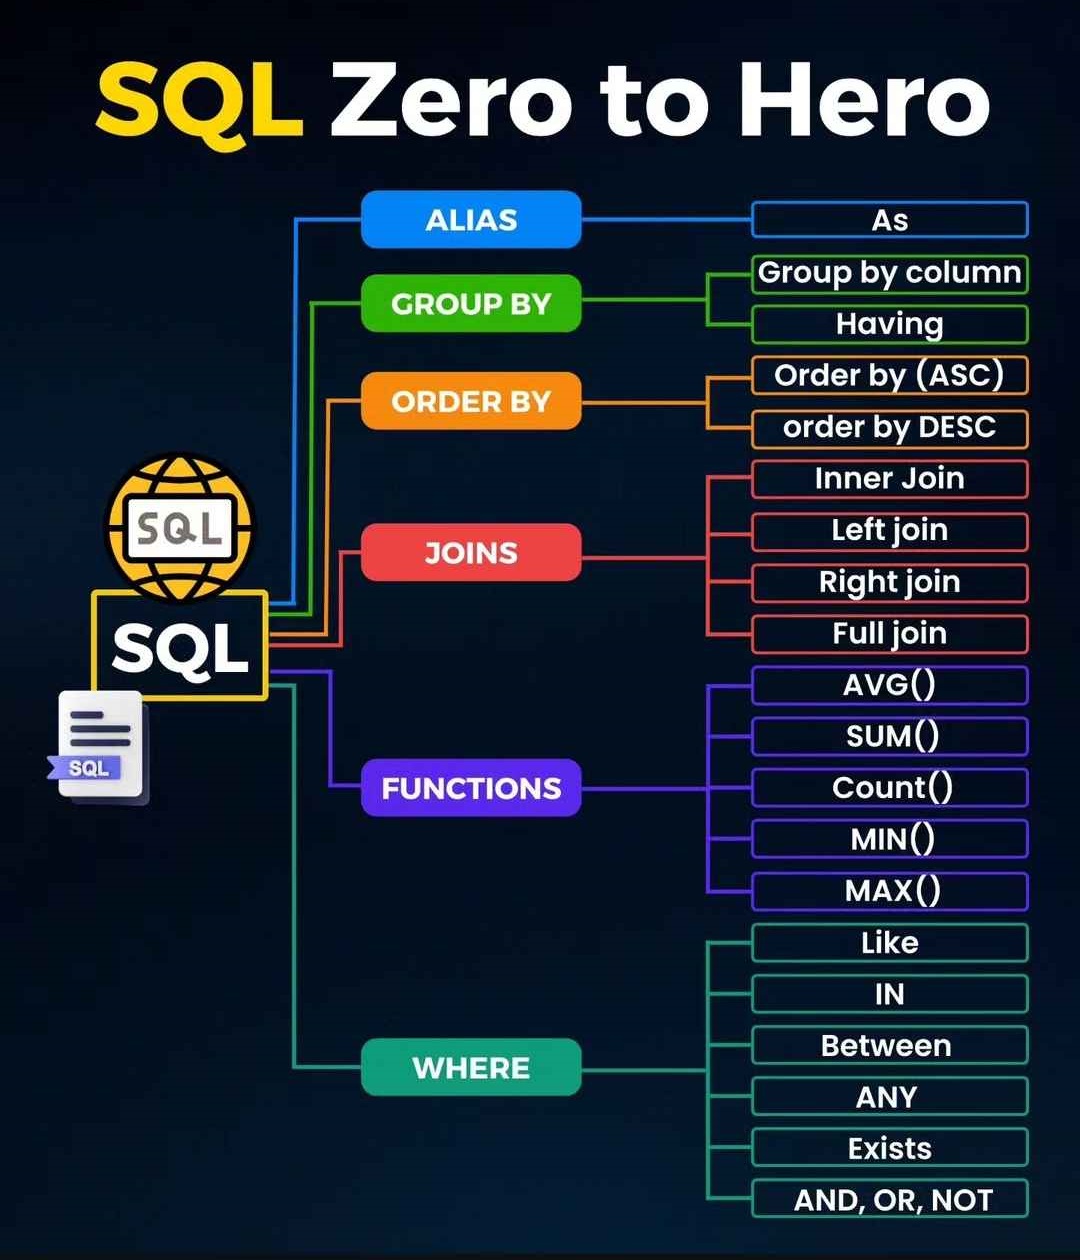 SQL Zero to Hero
ALIAS
As
GROUP BY
Group by column
Having
ORDER BY
Order by (ASC)
order by DESC
JOINS
Inner Join
Left join
Right join
Full join
SQL
SQL
SQL
FUNCTIONS
AVG()
SUM()
Count()
MIN()
MAX()
WHERE
Like
IN
Between
ANY
Exists
AND, OR, NOT